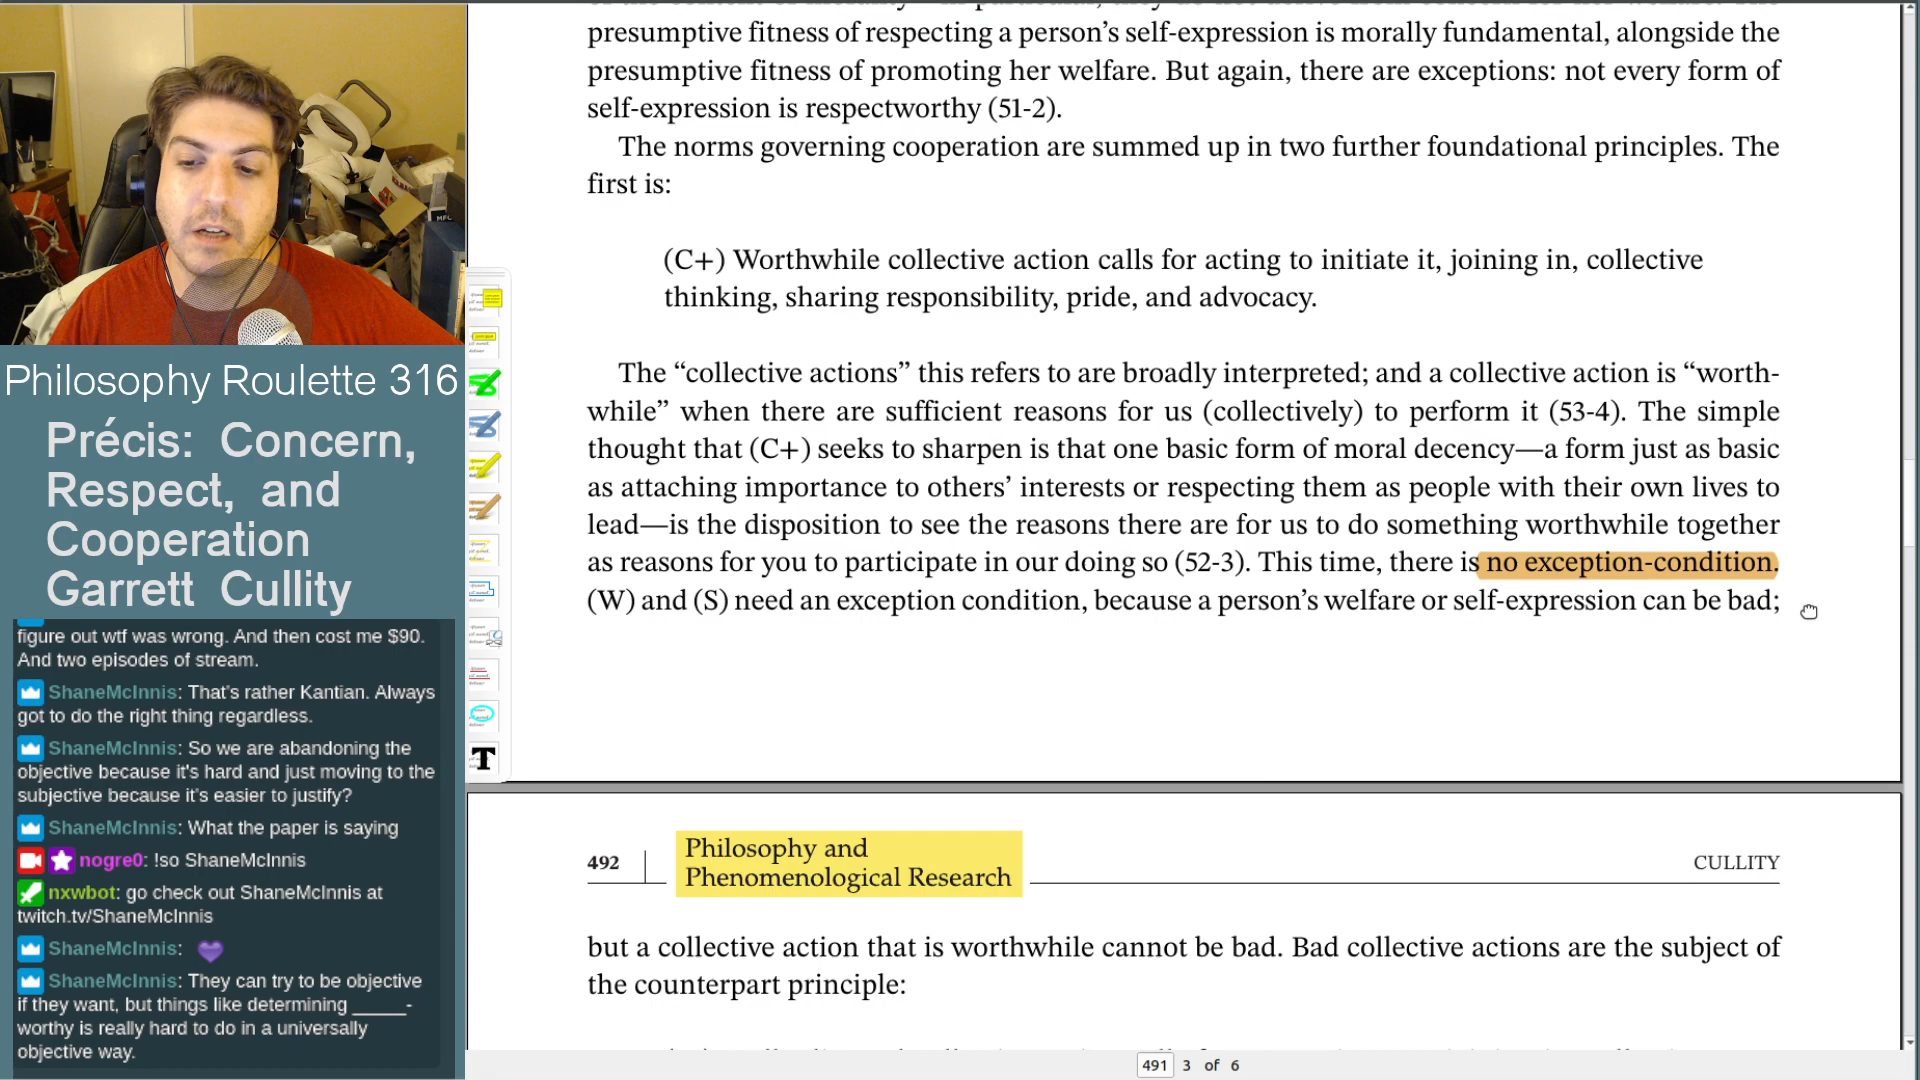 presumptive fitness of respecting a person's self-expression is morally fundamental, alongside the
presumptive fitness of promoting her welfare. But again, there are exceptions: not every form of
self-expression is respectworthy (51-2).
The norms governing cooperation are summed up in two further foundational principles. The
first is:
(C+) Worthwhile collective action calls for acting to initiate it, joining in, collective
thinking, sharing responsibility, pride, and advocacy.
The “collective actions” this refers to are broadly interpreted; and a collective action is “worth-
while” when there are sufficient reasons for us (collectively) to perform it (53-4). The simple
thought that (C+) seeks to sharpen is that one basic form of moral decency—a form just as basic
as attaching importance to others’ interests or respecting them as people with their own lives to
lead—is the disposition to see the reasons there are for us to do something worthwhile together
as reasons for you to participate in our doing so (52-3). This time, there is no exception-condition.
(W) and (S) need an exception condition, because a person’s welfare or self-expression can be bad;
492
Philosophy and
Phenomenological Research
CULLITY
but a collective action that is worthwhile cannot be bad. Bad collective actions are the subject of
the counterpart principle:
491 3 of 6
T
Philosophy Roulette 316
Précis: Concern,
Respect, and
Cooperation
Garrett Cullity
figure out wtf was wrong. And then cost me $90.
And two episodes of stream.
ShaneMcInnis: That's rather Kantian. Always
got to do the right thing regardless.
ShaneMcInnis: So we are abandoning the
objective because it's hard and just moving to the
subjective because it's easier to justify?
ShaneMcInnis: What the paper is saying
nogre0: !so ShaneMcInnis
nxwbot: go check out ShaneMcInnis at
twitch.tv/ShaneMcInnis
ShaneMcInnis:
ShaneMcInnis: They can try to be objective
if they want, but things like determining _____-
worthy is really hard to do in a universally
objective way.